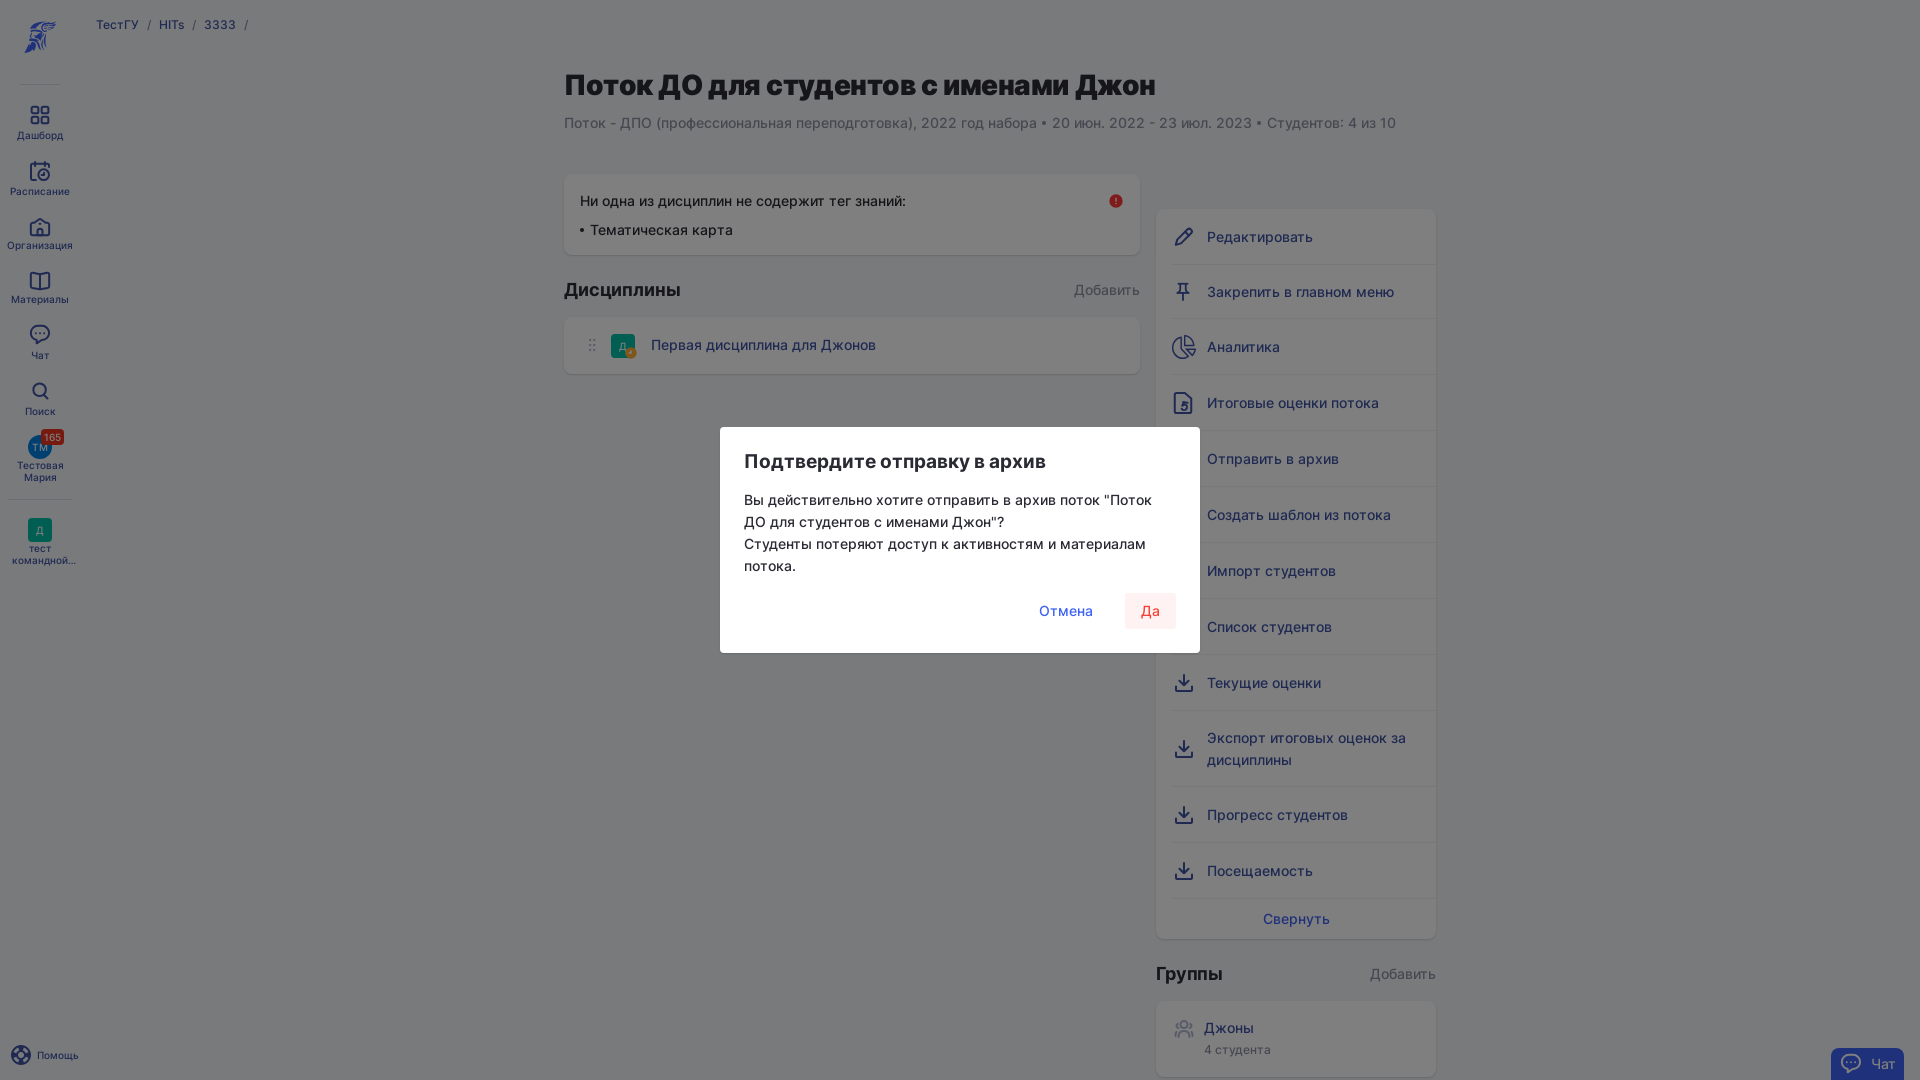 ТестГУ / HITs / 3333 /
Дашборд
Расписание
Организация
Материалы
Чат
Поиск
165
ТМ
Тестовая
Мария
Д
тест
командной...
Помощь
Поток ДО для студентов с именами Джон
Поток - ДПО (профессиональная переподготовка), 2022 год набора • 20 июн. 2022 - 23 июл. 2023 • Студентов: 4 из 10
Ни одна из дисциплин не содержит тег знаний:
• Тематическая карта
Дисциплины
Добавить
Д
Первая дисциплина для Джонов
Подтвердите отправку в архив
Вы действительно хотите отправить в архив поток "Поток
ДО для студентов с именами Джон"?
Студенты потеряют доступ к активностям и материалам
потока.
Отмена
Да
Редактировать
Закрепить в главном меню
Аналитика
Итоговые оценки потока
Отправить в архив
Создать шаблон из потока
Импорт студентов
Список студентов
Текущие оценки
Экспорт итоговых оценок за
дисциплины
Прогресс студентов
Посещаемость
Свернуть
Группы
Добавить
Джоны
4 студента
Чат